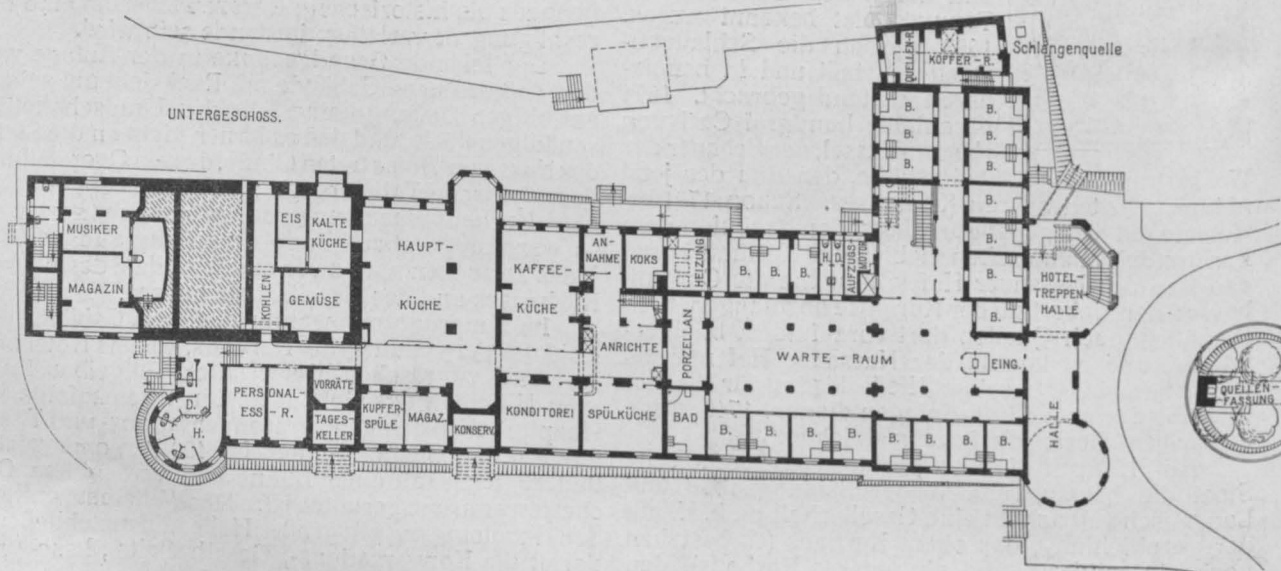 UNTERGESCHOSS.
QUELLEN-R.
KOFFER-R.
Schlangenquelle
B. B.
B. B.
B. B.
B.
B.
B.
B.
MUSIKER
MAGAZIN
KOHLEN
EIS
KALTE
KÜCHE
GEMÜSE
HAUPT-
KÜCHE
KAFFEE-
KÜCHE
AN-
NAHME
KOKS
HEIZUNG
B. B. B.
H. D.
AUFZUGS-
MOTOR
HOTEL-
TREPPEN-
HALLE
ANRICHTE
PORZELLAN
WARTE-RAUM
EING.
QUELLEN-
FASSUNG
D.
H.
PERSONAL-
ESS-R.
VORRÄTE
TAGES-
KELLER
KUPFER-
SPÜLE
MAGAZ.
KONSERV.
KONDITOREI
SPÜLKÜCHE
BAD
B. B. B. B. B. B. B. B.
HALLE